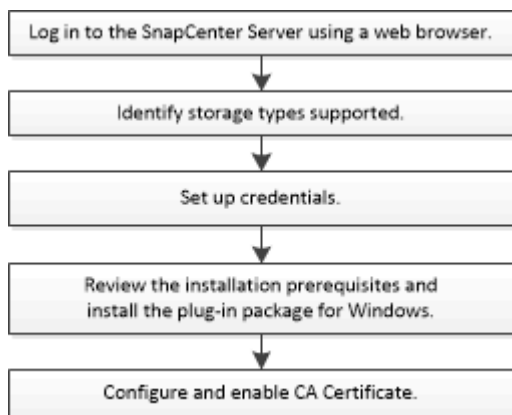 Log in to the SnapCenter Server using a web browser.
Identify storage types supported.
Set up credentials.
Review the installation prerequisites and
install the plug-in package for Windows.
Configure and enable CA Certificate.